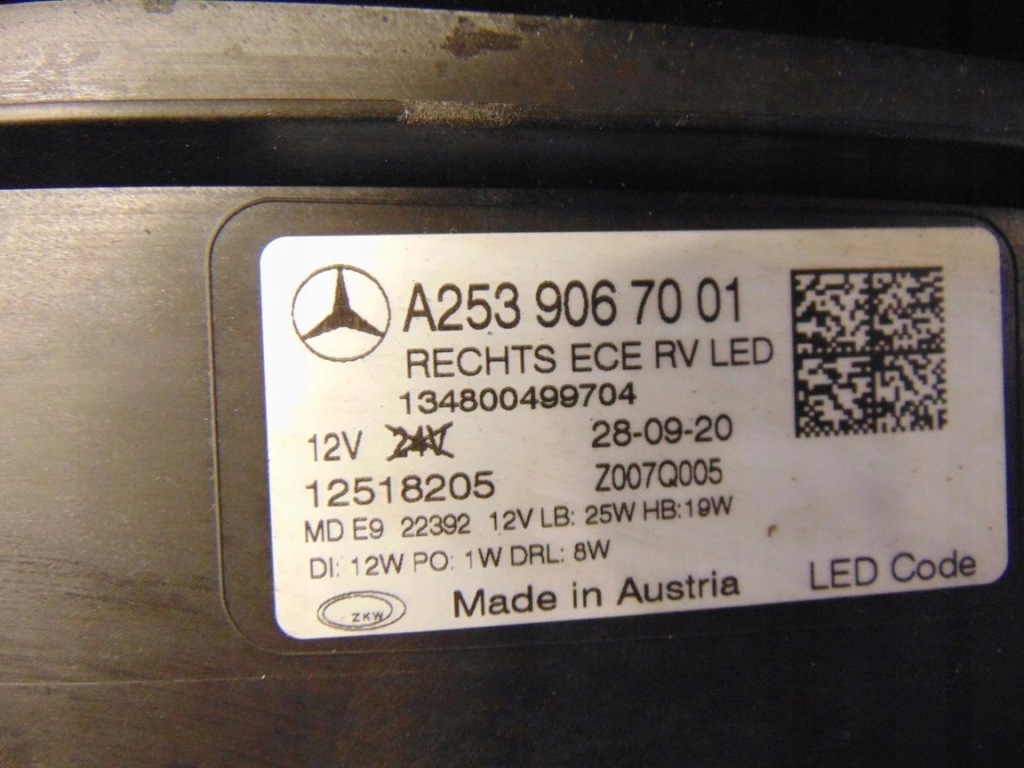 A253 906 70 01
RECHTS ECE RV LED
134800499704
12V 24V 28-09-20
12518205 Z007Q005
MD E9 22392 12V LB: 25W HB:19W
DI: 12W PO: 1W DRL: 8W
ZKW Made in Austria LED Code